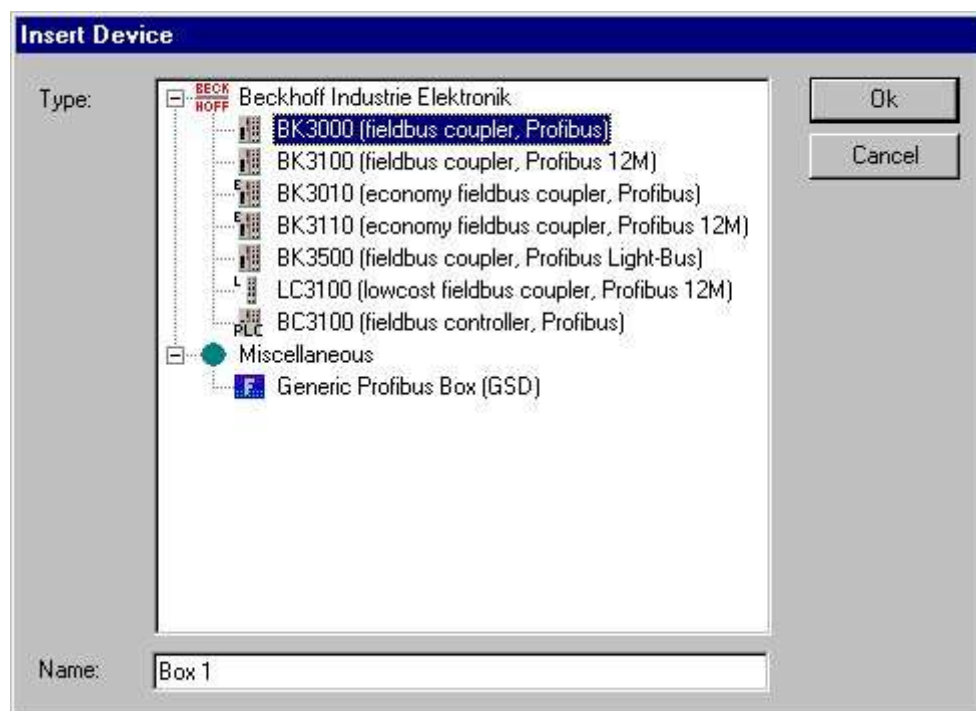 Insert Device
Type:
BECK
HOFF
Beckhoff Industrie Elektronik
BK3000 (fieldbus coupler, Profibus)
BK3100 (fieldbus coupler, Profibus 12M)
E
BK3010 (economy fieldbus coupler, Profibus)
E
BK3110 (economy fieldbus coupler, Profibus 12M)
BK3500 (fieldbus coupler, Profibus Light-Bus)
L
LC3100 (lowcost fieldbus coupler, Profibus 12M)
PLC
BC3100 (fieldbus controller, Profibus)
Miscellaneous
F
Generic Profibus Box (GSD)
Ok
Cancel
Name:
Box 1